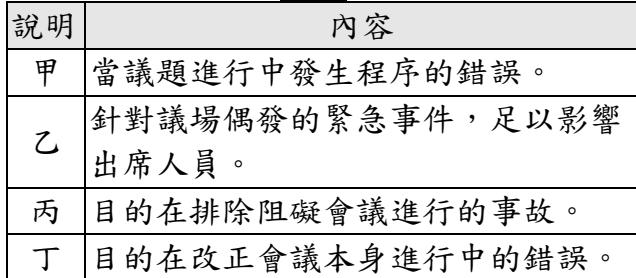 說明 內容
甲 當議題進行中發生程序的錯誤。
乙 針對議場偶發的緊急事件，足以影響
出席人員。
丙 目的在排除阻礙會議進行的事故。
丁 目的在改正會議本身進行中的錯誤。